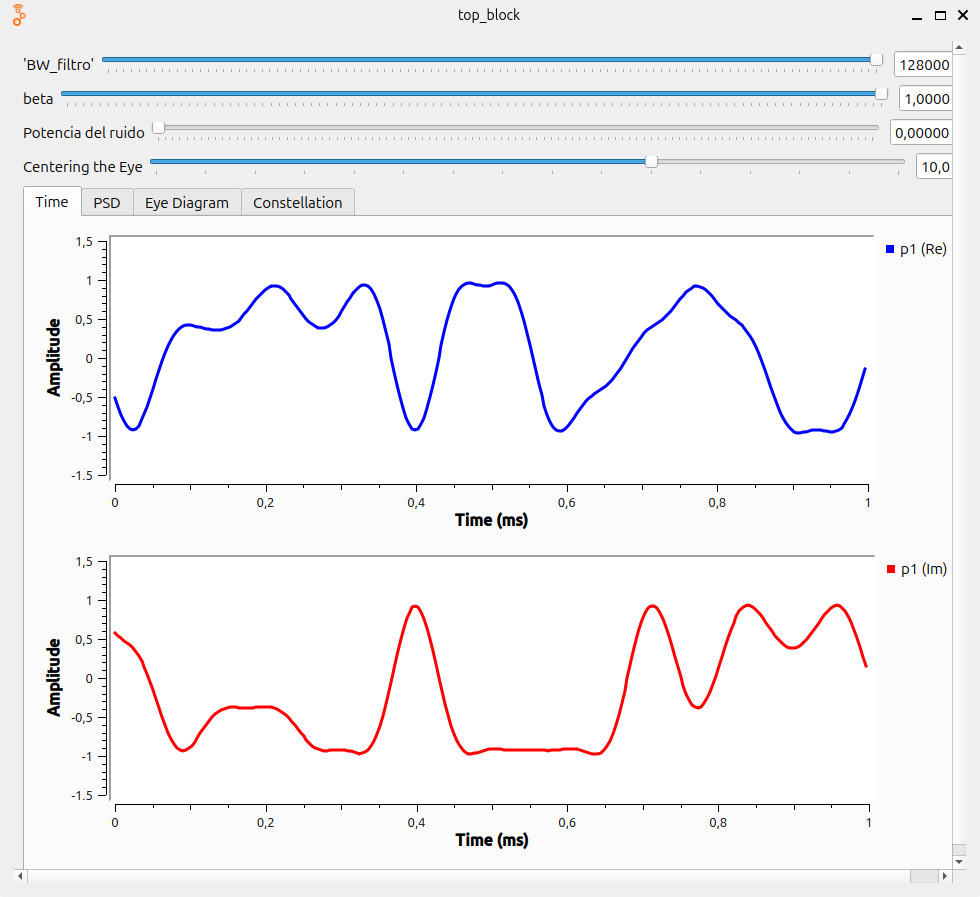 top_block
'BW_filtro' 128000
beta 1,0000
Potencia del ruido 0,00000
Centering the Eye 10,0
Time PSD Eye Diagram Constellation
1,5
1
0,5
0
-0,5
-1
-1.5
Amplitude
0 0,2 0,4 0,6 0,8 1
Time (ms)
p1 (Re)
1,5
1
0,5
0
-0,5
-1
-1.5
Amplitude
0 0,2 0,4 0,6 0,8 1
Time (ms)
p1 (Im)